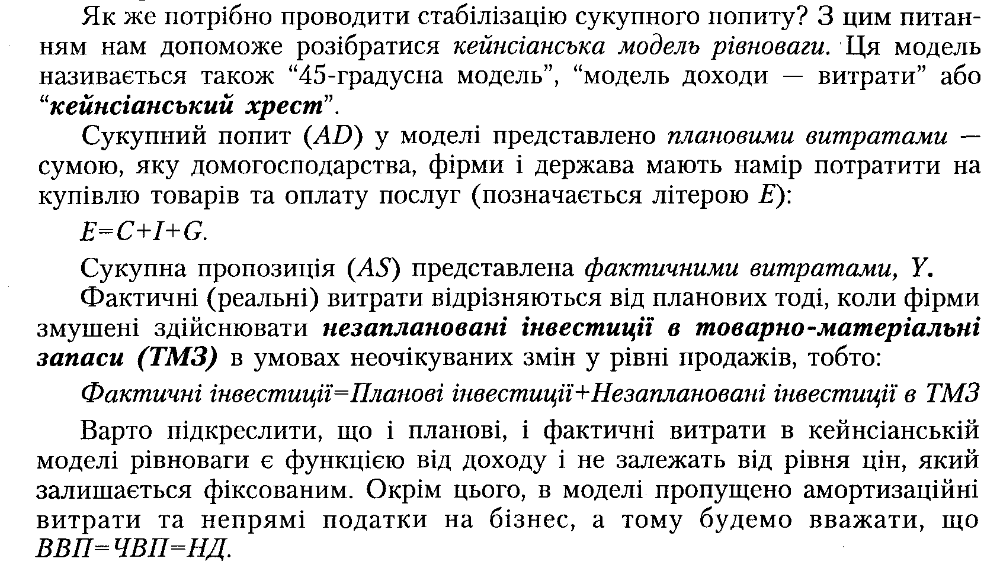 Як же потрібно проводити стабілізацію сукупного попиту? З цим питан-
ням нам допоможе розібратися кейнсіанська модель рівноваги. Ця модель
називається також “45-градусна модель”, “модель доходи — витрати” або
“кейнсіанський хрест”.
Сукупний попит (AD) у моделі представлено плановими витратами —
сумою, яку домогосподарства, фірми і держава мають намір потратити на
купівлю товарів та оплату послуг (позначається літерою E):
E=C+I+G.
Сукупна пропозиція (AS) представлена фактичними витратами, Y.
Фактичні (реальні) витрати відрізняються від планових тоді, коли фірми
змушені здійснювати незаплановані інвестиції в товарно-матеріальні
запаси (ТМЗ) в умовах неочікуваних змін у рівні продажів, тобто:
Фактичні інвестиції=Планові інвестиції+Незаплановані інвестиції в ТМЗ
Варто підкреслити, що і планові, і фактичні витрати в кейнсіанській
моделі рівноваги є функцією від доходу і не залежать від рівня цін, який
залишається фіксованим. Окрім цього, в моделі пропущено амортизаційні
витрати та непрямі податки на бізнес, а тому будемо вважати, що
ВВП=ЧВП=НД.